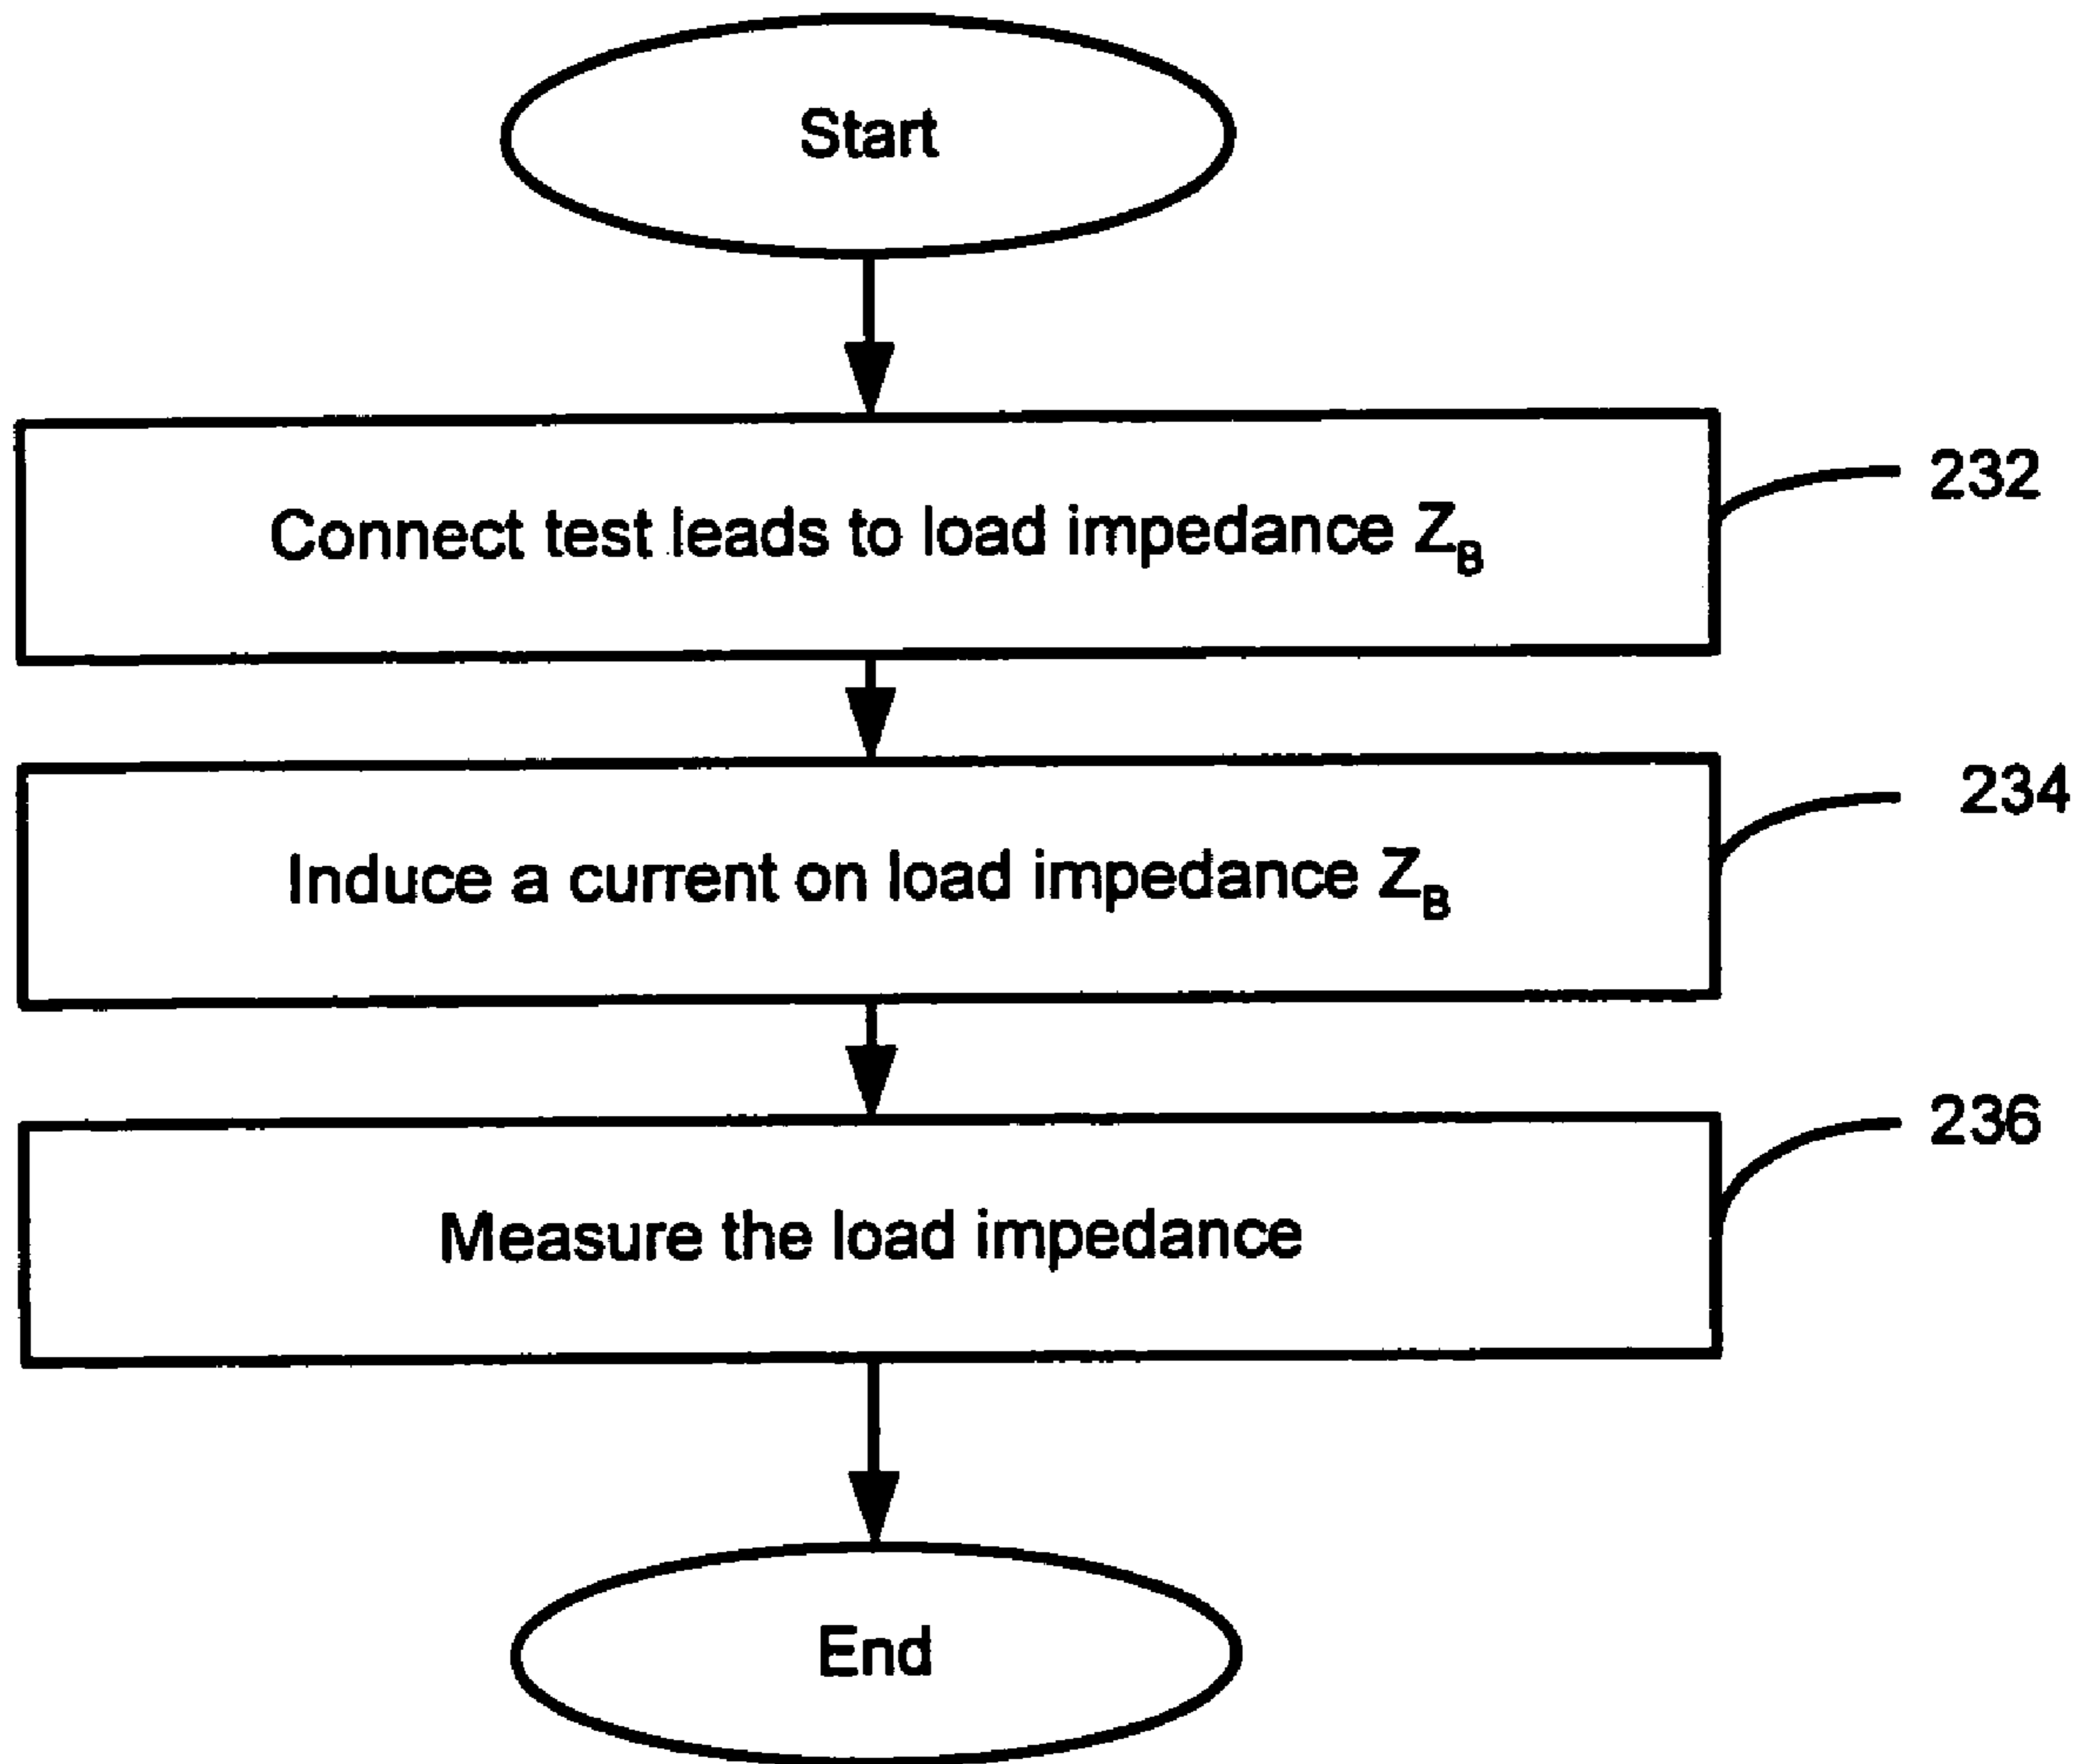 Start
Connect test leads to load impedance Z_B
232
Induce a current on load impedance Z_B
234
Measure the load impedance
236
End